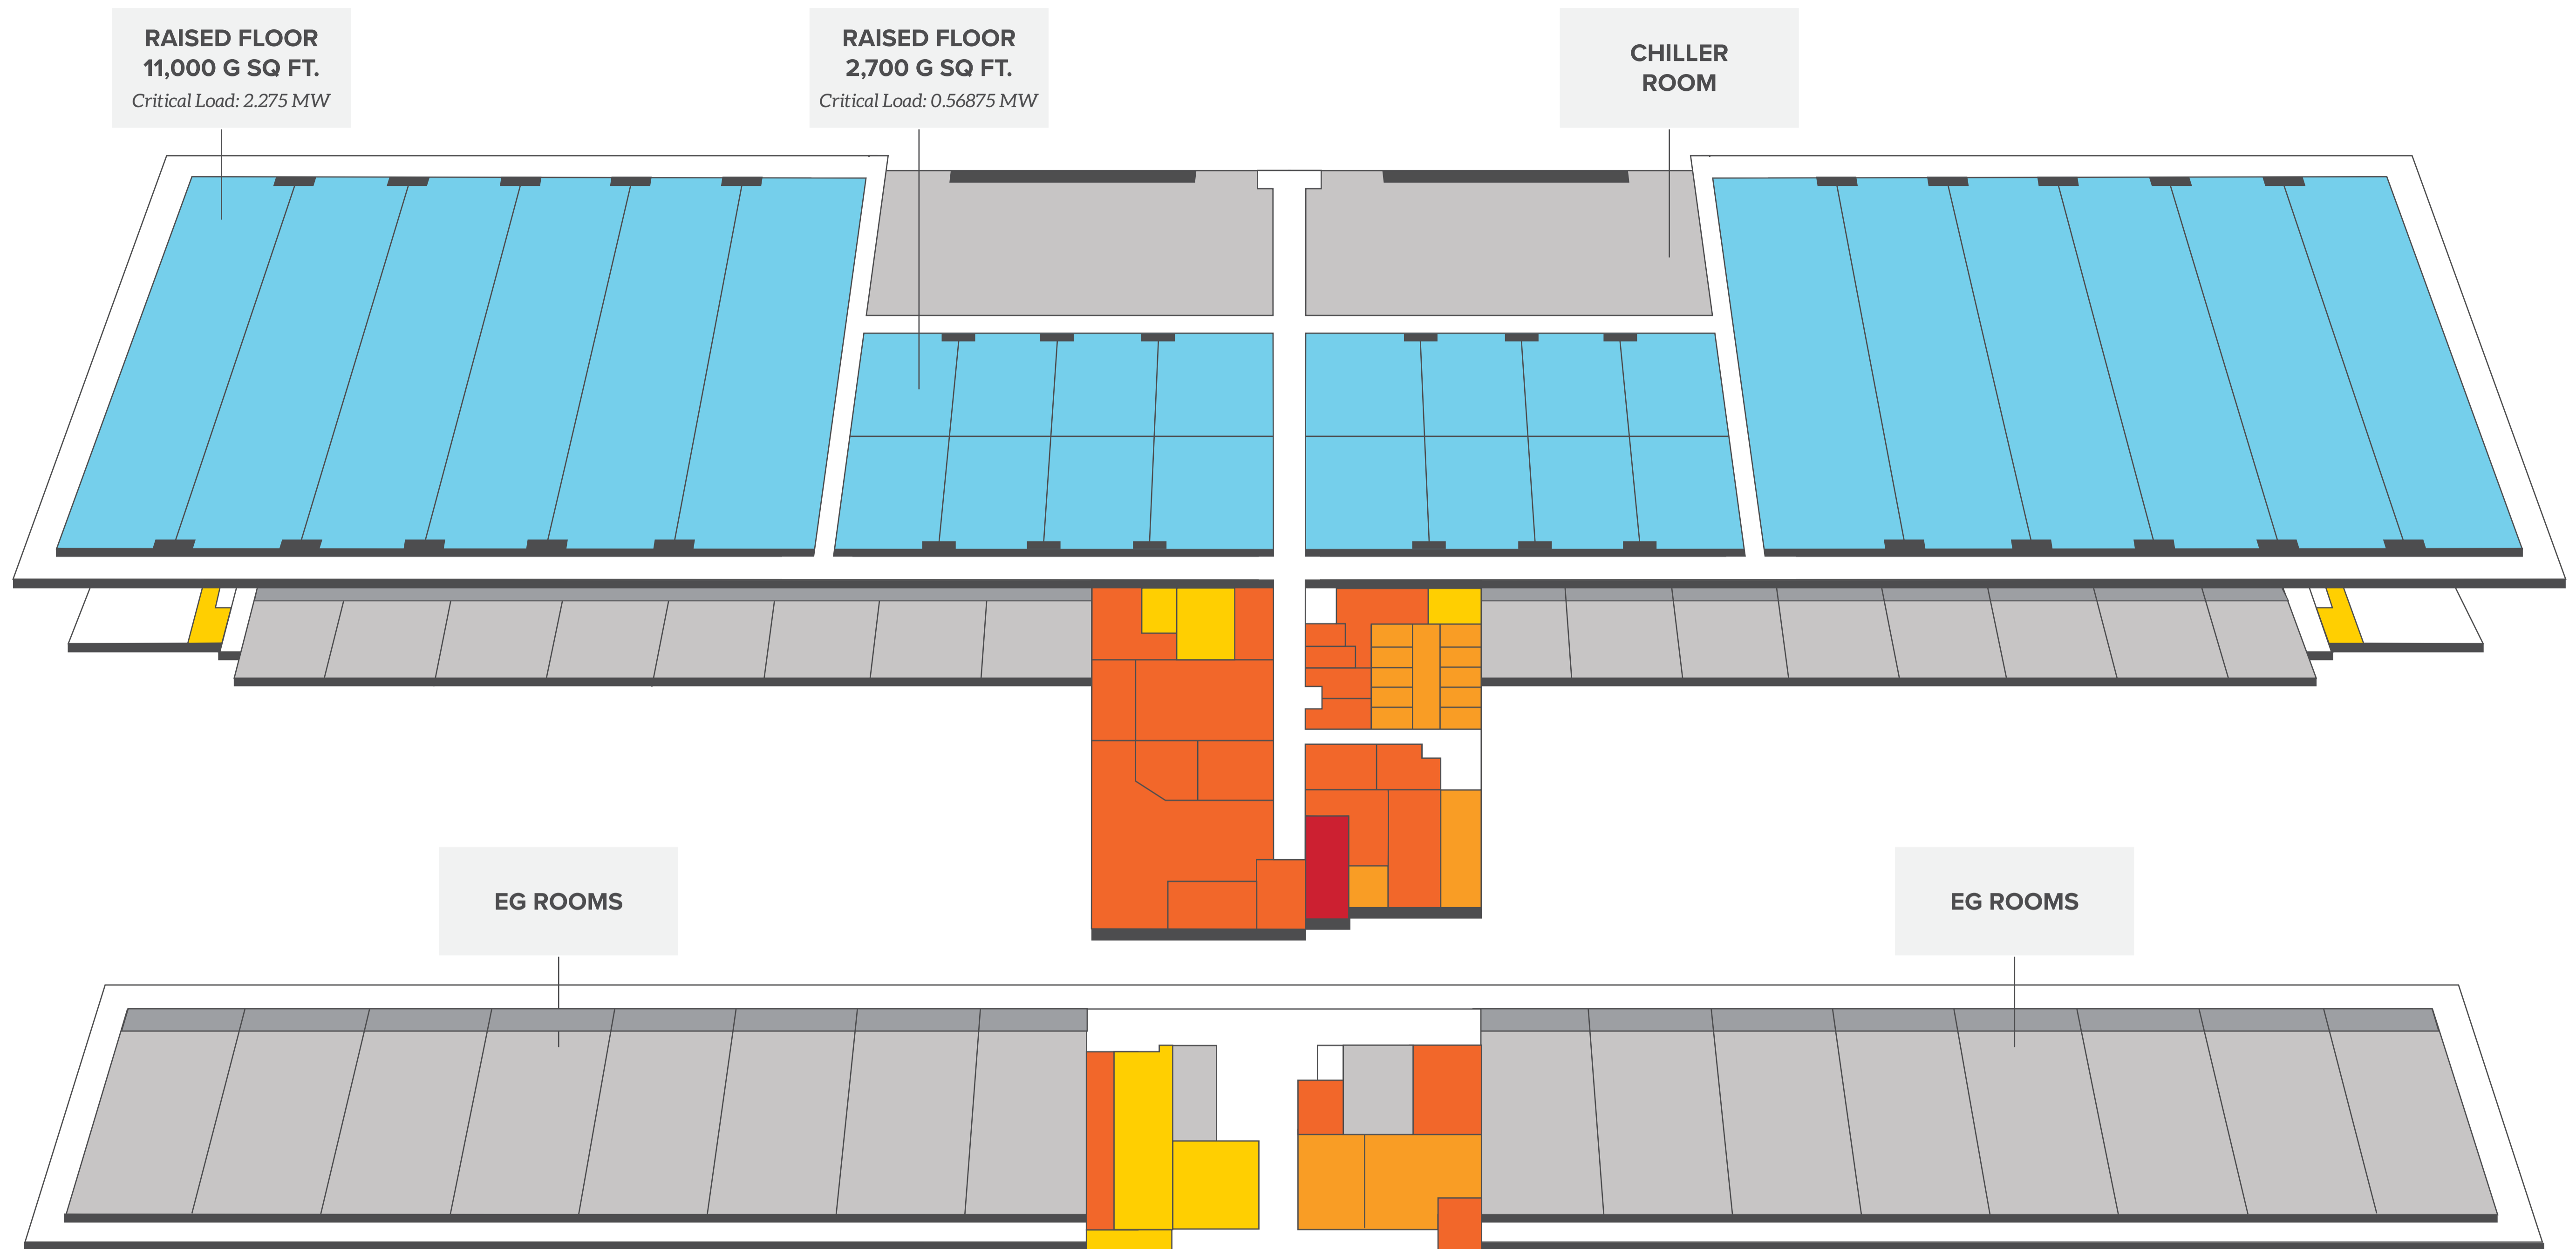 RAISED FLOOR
11,000 G SQ FT.
Critical Load: 2.275 MW
RAISED FLOOR
2,700 G SQ FT.
Critical Load: 0.56875 MW
CHILLER
ROOM
EG ROOMS
EG ROOMS